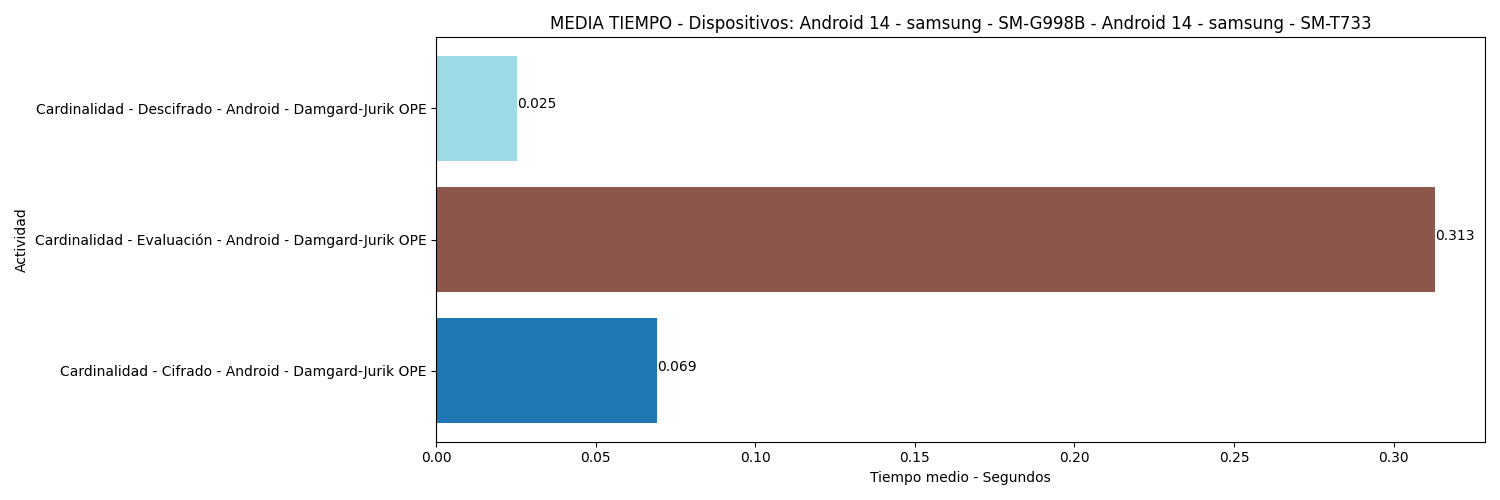 MEDIA TIEMPO - Dispositivos: Android 14 - samsung - SM-G998B - Android 14 - samsung - SM-T733
Actividad
Cardinalidad - Descifrado - Android - Damgard-Jurik OPE
0.025
Cardinalidad - Evaluación - Android - Damgard-Jurik OPE
0.313
Cardinalidad - Cifrado - Android - Damgard-Jurik OPE
0.069
0.00 0.05 0.10 0.15 0.20 0.25 0.30
Tiempo medio - Segundos